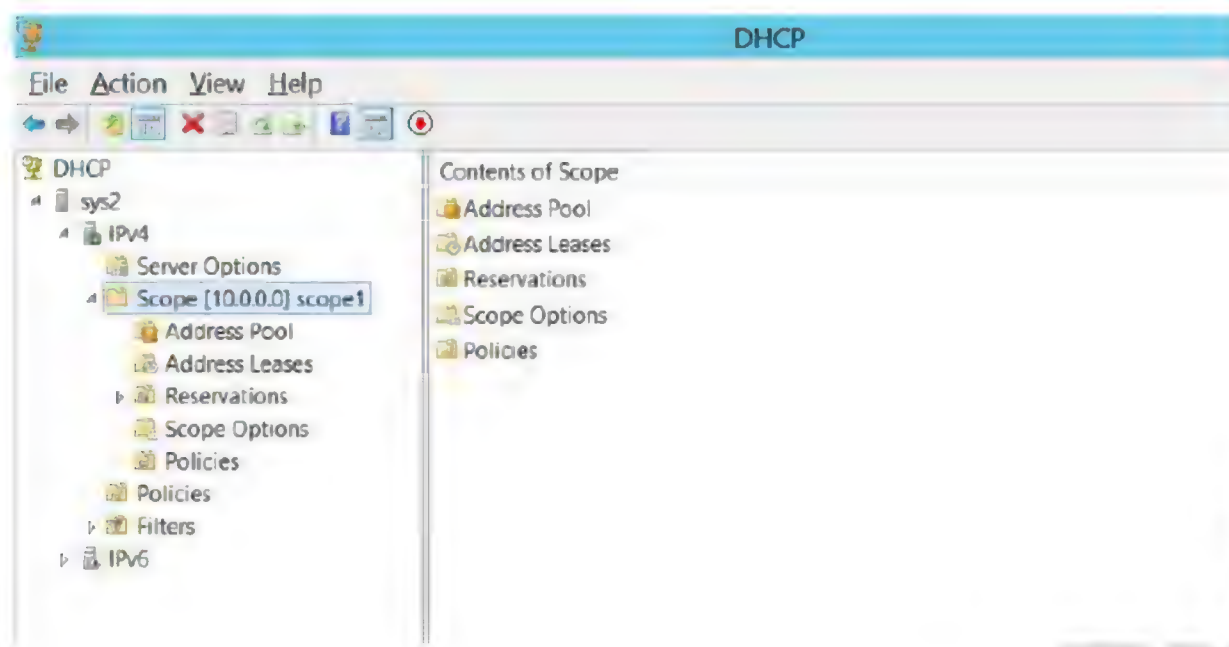 DHCP
File Action View Help
DHCP
sys2
IPv4
Server Options
Scope [10.0.0.0] scope1
Address Pool
Address Leases
Reservations
Scope Options
Policies
Policies
Filters
IPv6
Contents of Scope
Address Pool
Address Leases
Reservations
Scope Options
Policies